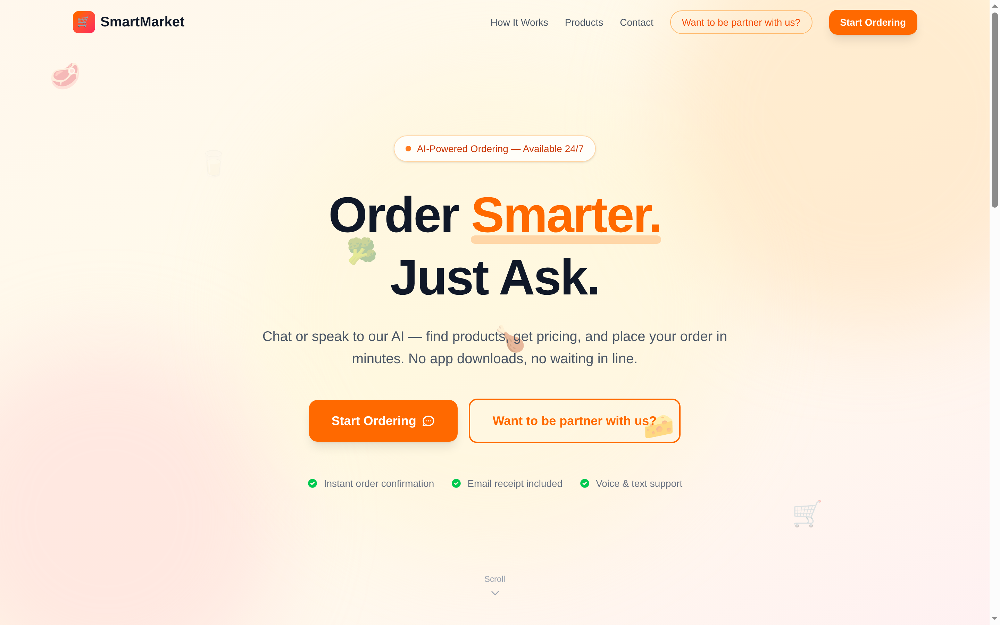 SmartMarket
How It Works
Products
Contact
Want to be partner with us?
Start Ordering
AI-Powered Ordering — Available 24/7
Order Smarter.
Just Ask.
Chat or speak to our AI — find products, get pricing, and place your order in
minutes. No app downloads, no waiting in line.
Start Ordering
Want to be partner with us?
Instant order confirmation
Email receipt included
Voice & text support
Scroll